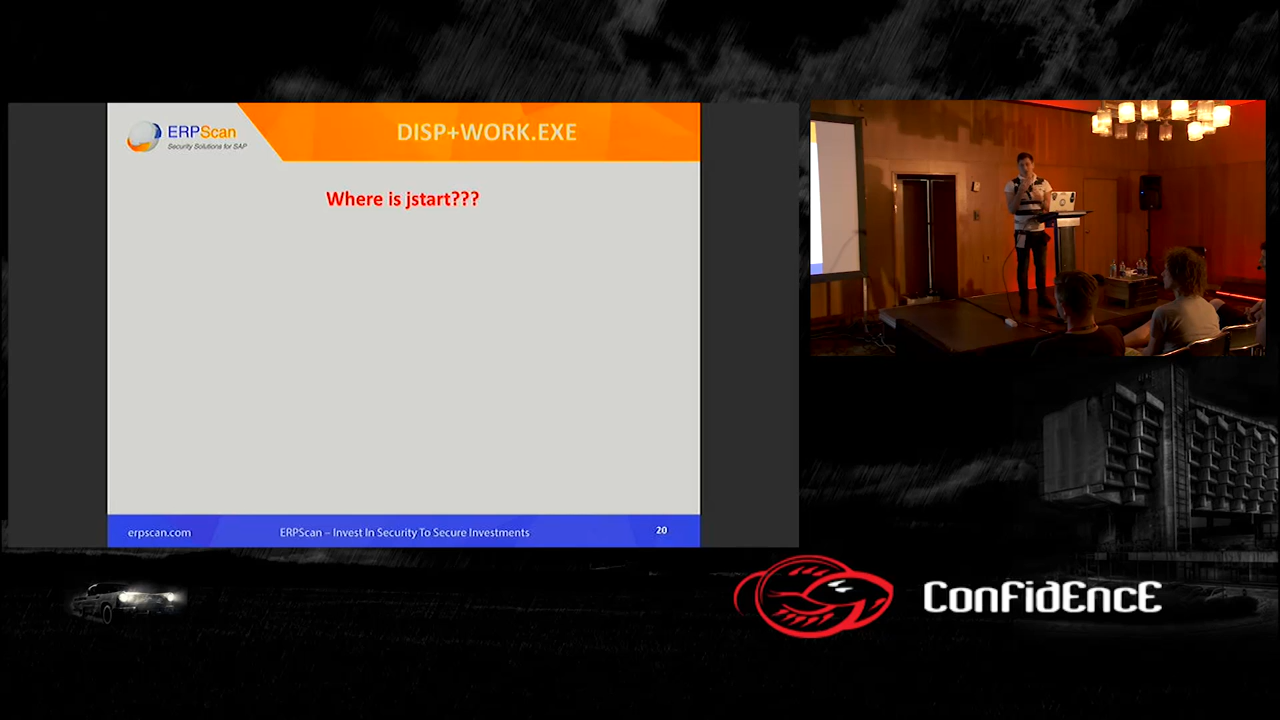 ERPScan
Security Solutions for SAP
DISP+WORK.EXE
Where is jstart???
erpscan.com
ERPScan – Invest In Security To Secure Investments
20
ConFidEncE